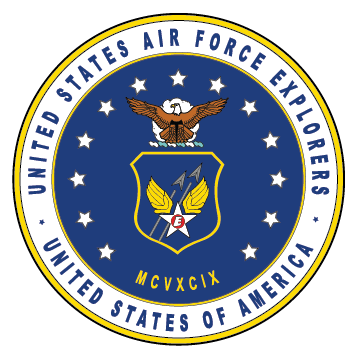 UNITED STATES AIR FORCE EXPLORERS
E
MCVXCIX
UNITED STATES OF AMERICA